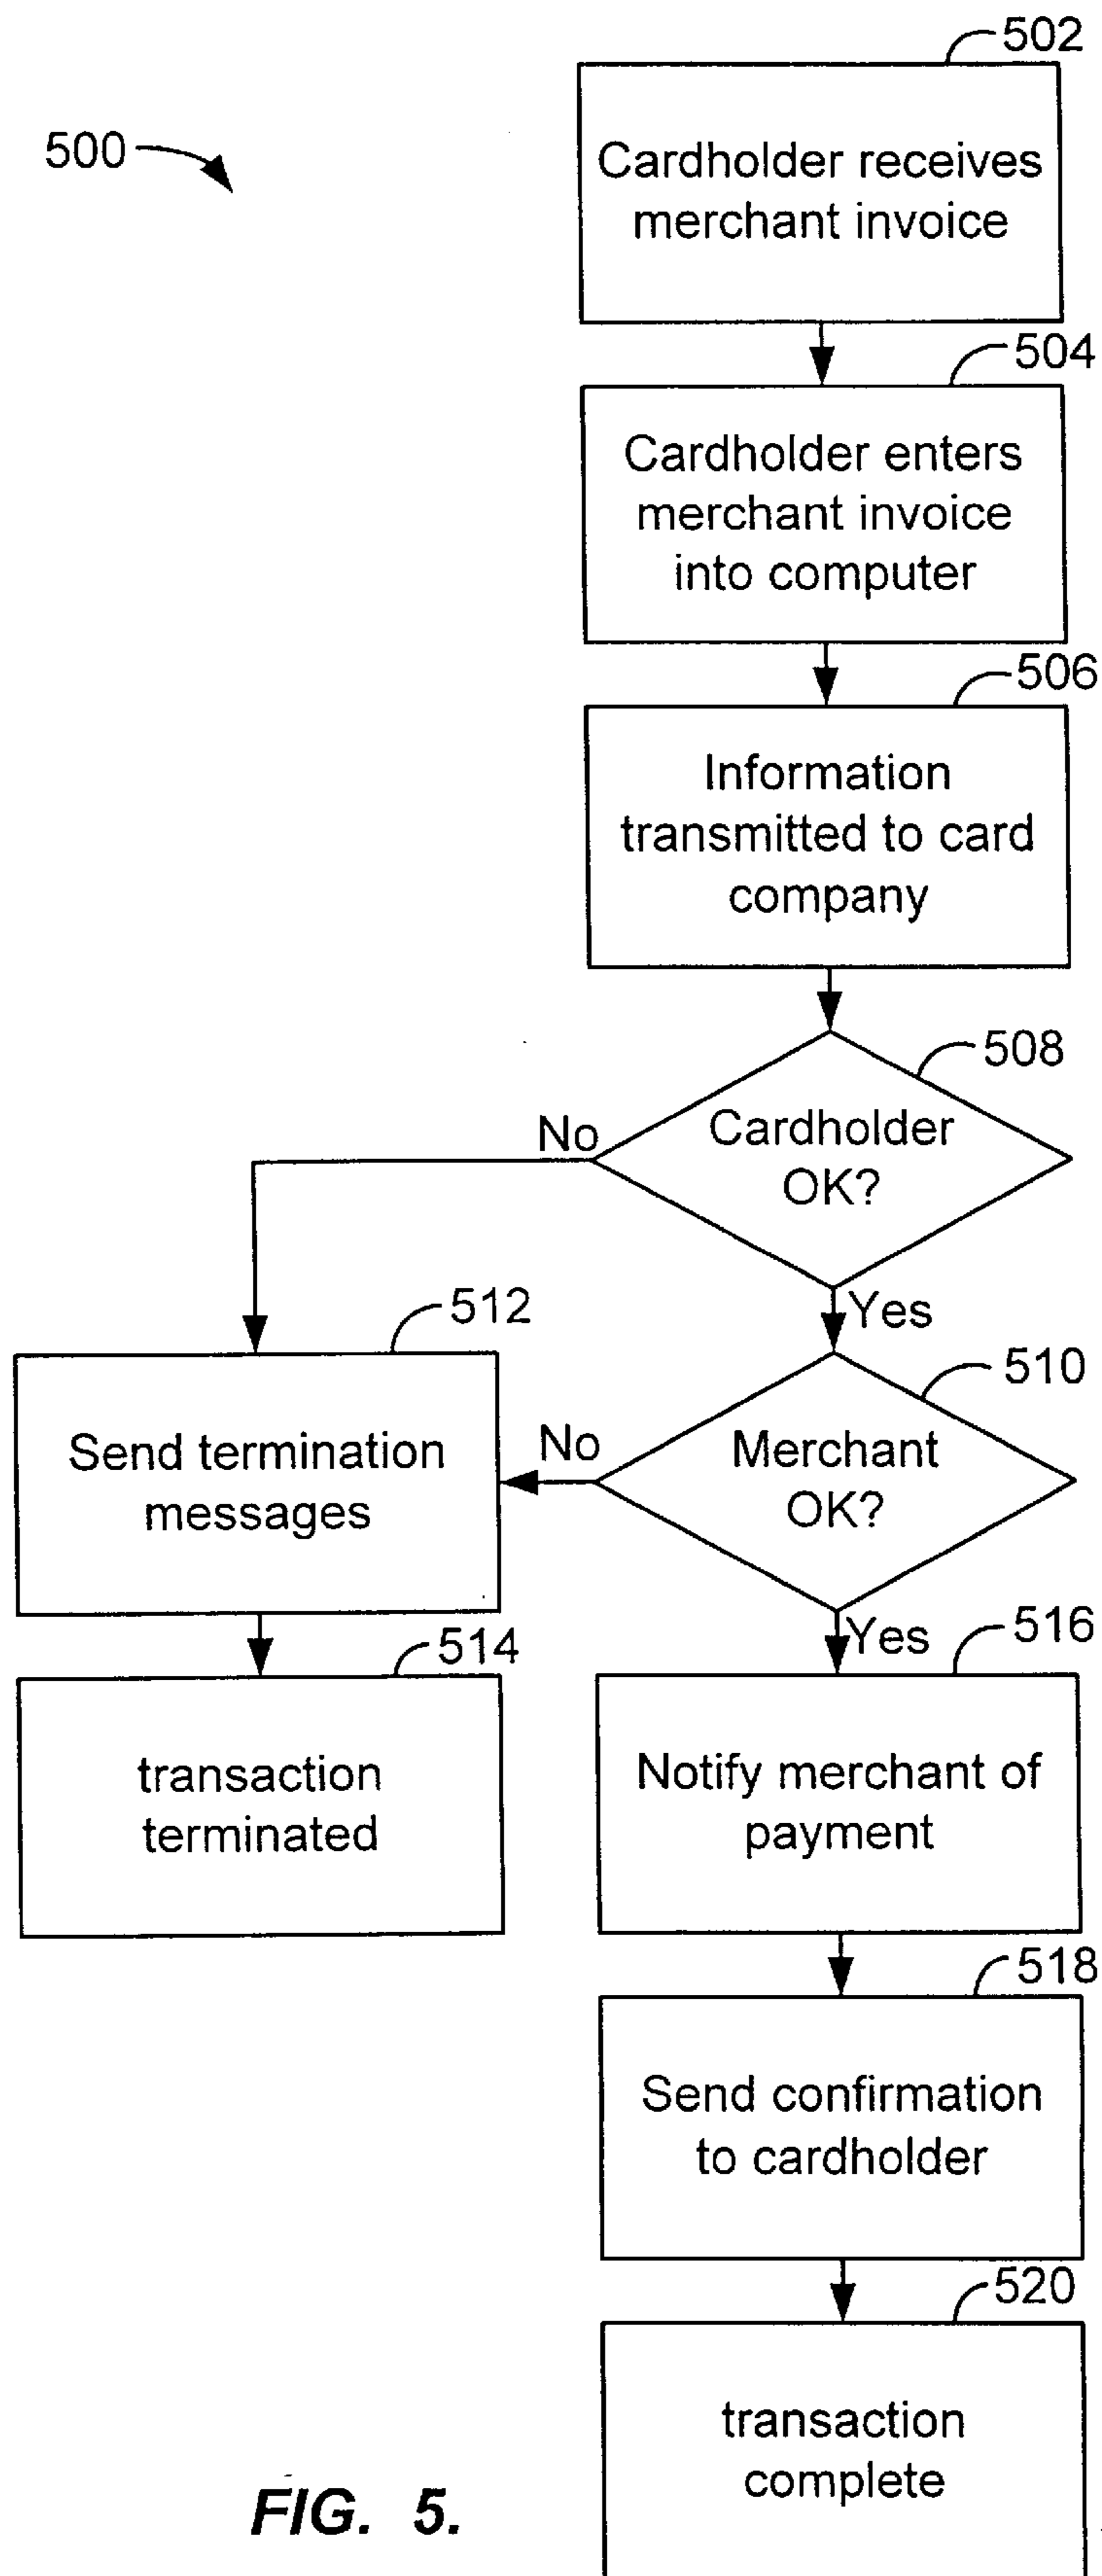 502
500
Cardholder receives
merchant invoice
504
Cardholder enters
merchant invoice
into computer
506
Information
transmitted to card
company
508
No
Cardholder
OK?
Yes
512
510
Send termination
messages
No
Merchant
OK?
Yes
516
514
transaction
terminated
Notify merchant of
payment
518
Send confirmation
to cardholder
520
transaction
complete
FIG. 5.